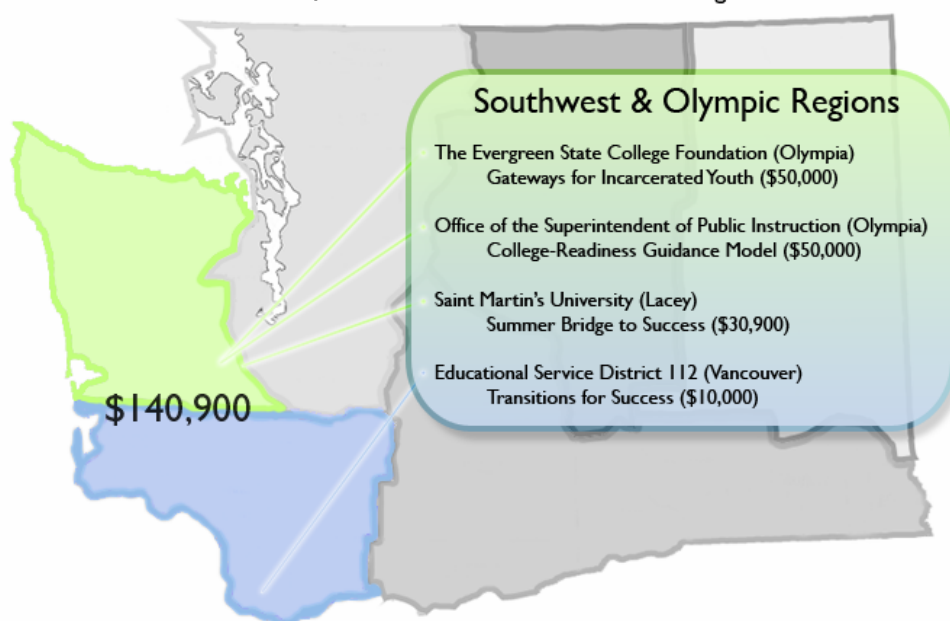 Southwest & Olympic Regions
The Evergreen State College Foundation (Olympia)
Gateways for Incarcerated Youth ($50,000)
Office of the Superintendent of Public Instruction (Olympia)
College-Readiness Guidance Model ($50,000)
Saint Martin's University (Lacey)
Summer Bridge to Success ($30,900)
Educational Service District 112 (Vancouver)
Transitions for Success ($10,000)
$140,900